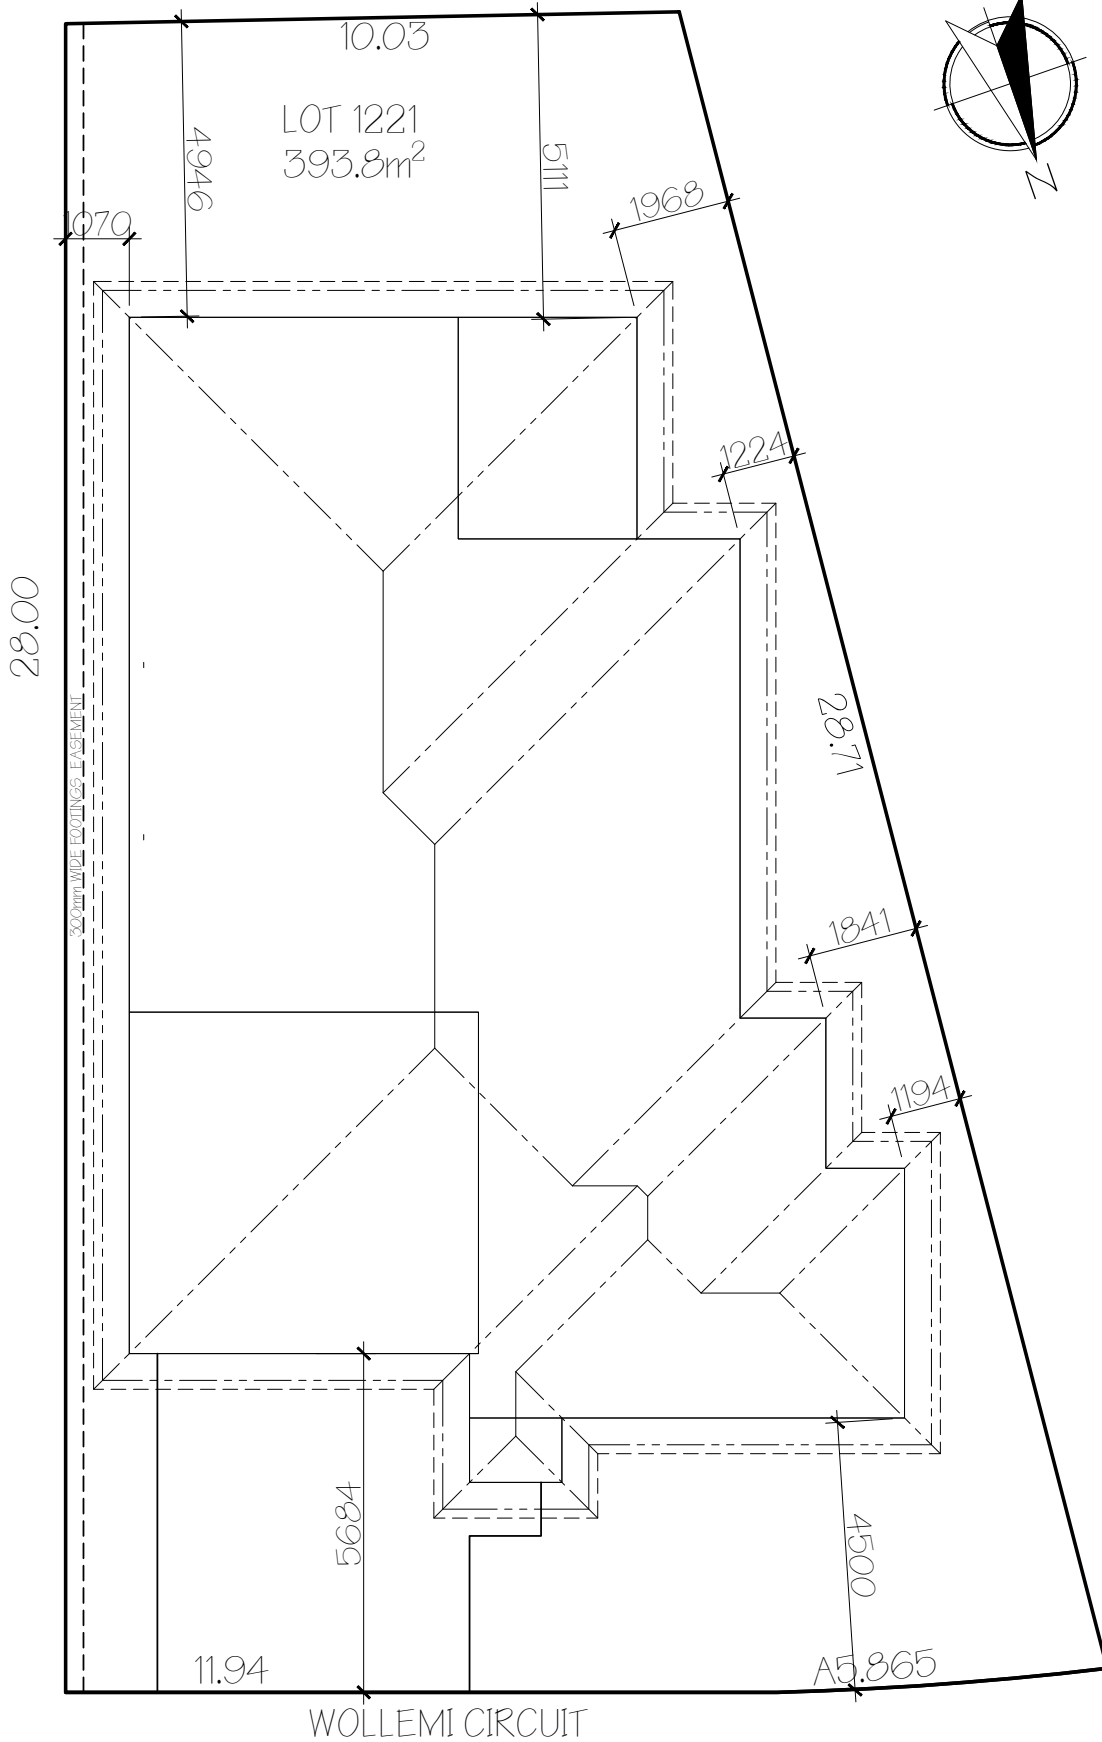 10.03
LOT 1221
393.8m²
4946
5111
1070
1968
N
1224
28.00
300mm WIDE FOOTINGS EASEMENT
28.71
1841
1194
5684
4500
11.94
A5.865
WOLLEMI CIRCUIT